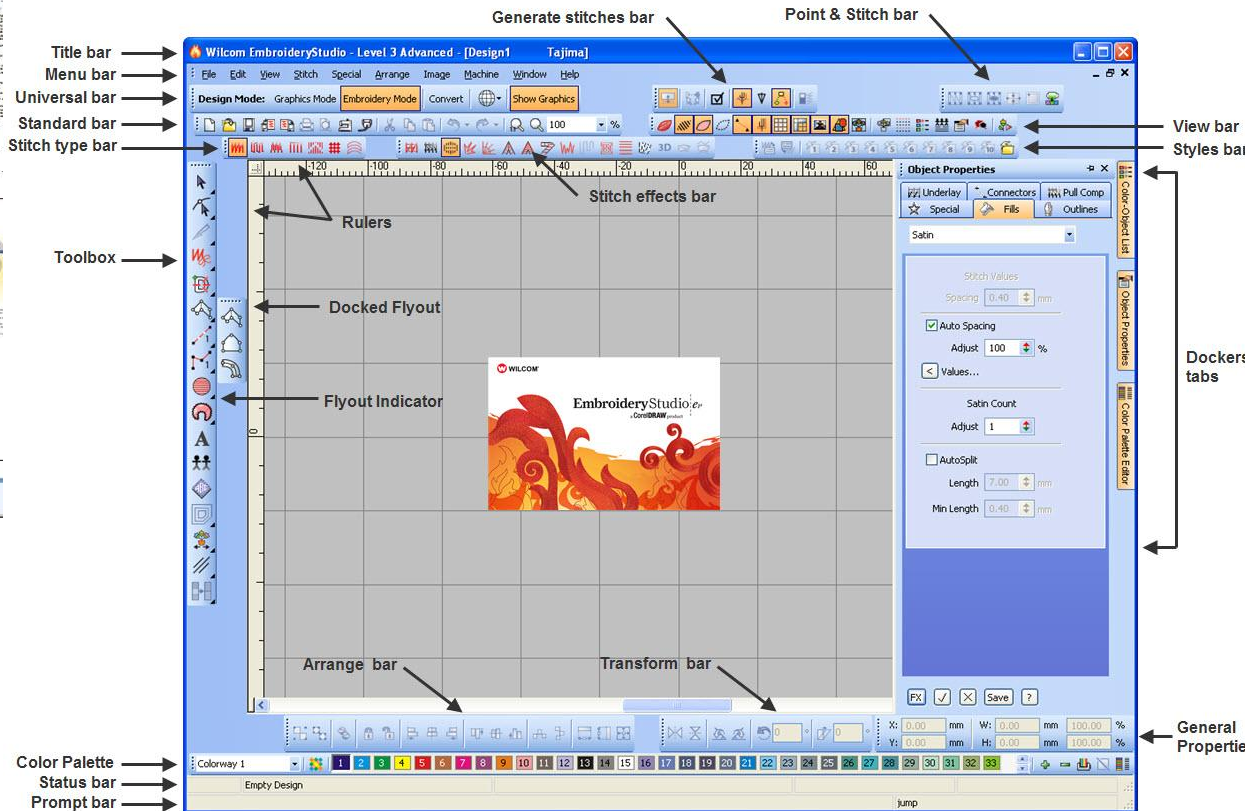 Generate stitches bar
Point & Stitch bar
Title bar
Wilcom EmbroideryStudio - Level 3 Advanced - [Design1 Tajima]
Menu bar
File Edit View Stitch Special Arrange Image Machine Window Help
Universal bar
Design Mode: Graphics Mode Embroidery Mode Convert Show Graphics
Standard bar
100 %
View bar
Stitch type bar
Styles bar
3D
-120 -100 -80 -60 -40 -20 0 20 40 60
Object Properties
Underlay Connectors Pull Comp
Special Fills Outlines
Stitch effects bar
Rulers
Satin
Toolbox
Color-Object List
Stitch Values
Spacing 0.40 mm
Docked Flyout
Auto Spacing
Object Properties
Adjust 100 %
Dockers
tabs
Values...
WILCOM
EmbroideryStudio e
a CorelDRAW product
Flyout Indicator
Satin Count
Adjust 1
Color Palette Editor
0
A
AutoSplit
Length 7.00 mm
Min Length 0.40 mm
Arrange bar
Transform bar
FX Save ?
0 ° 0 °
X: 0.00 mm W: 0.00 mm 100.00 %
Y: 0.00 mm H: 0.00 mm 100.00 %
General
Propertie
Color Palette
Colorway 1
1 2 3 4 5 6 7 8 9 10 11 12 13 14 15 16 17 18 19 20 21 22 23 24 25 26 27 28 29 30 31 32 33
Status bar
Empty Design
Prompt bar
jump